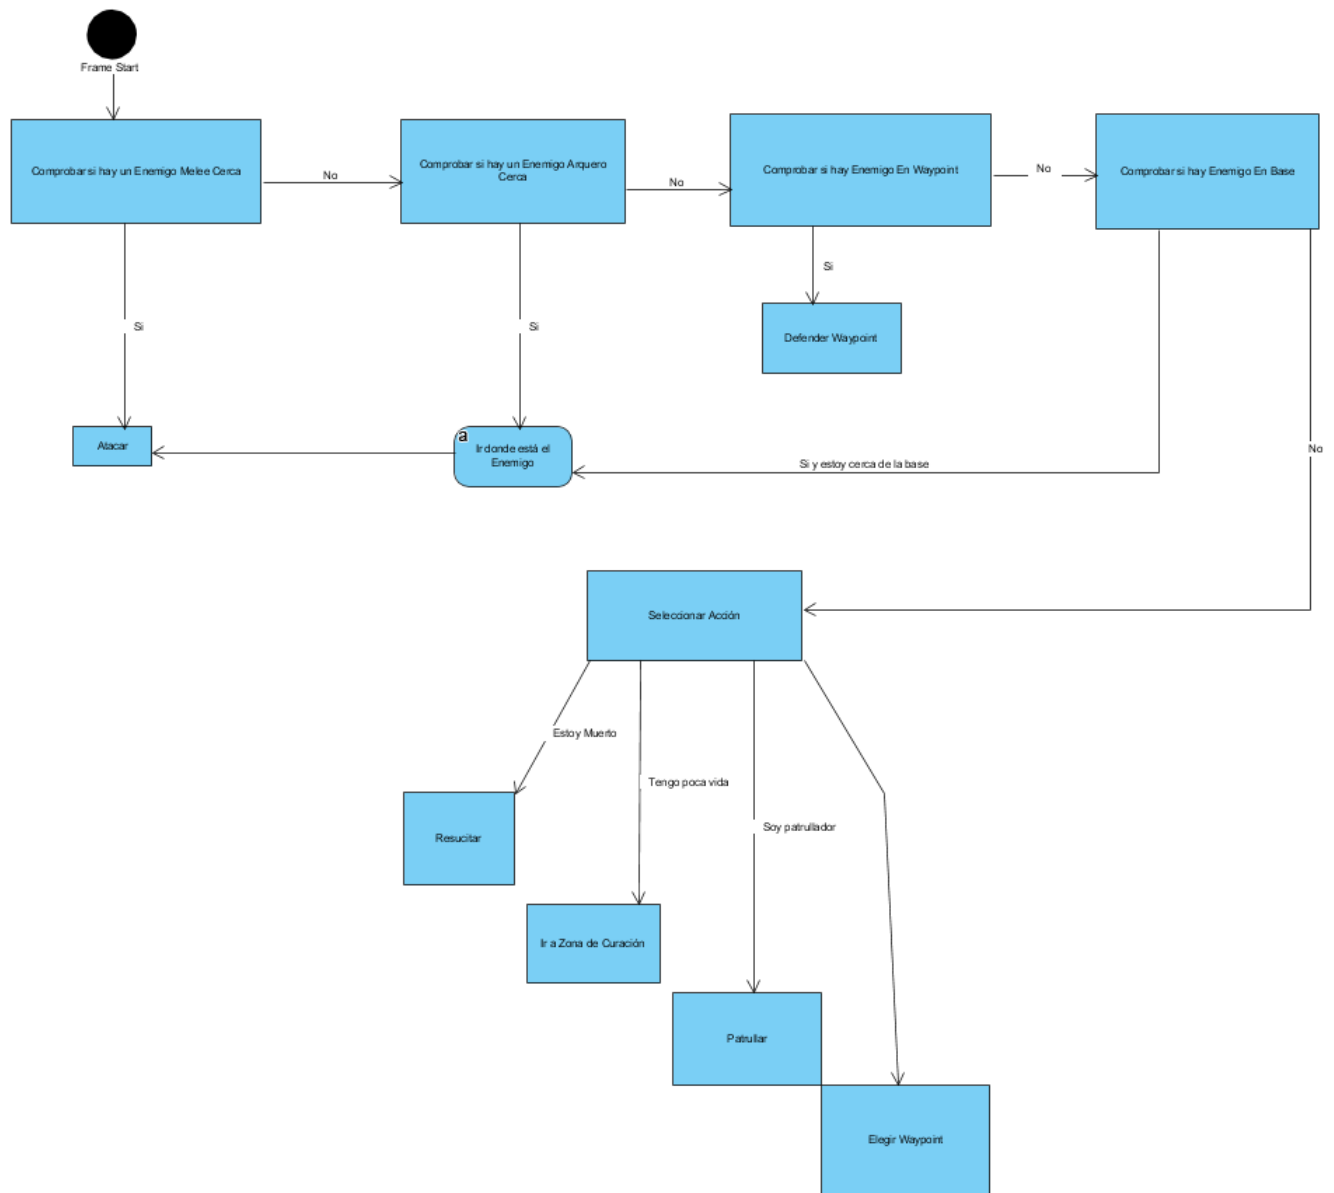 Frame Start
Comprobar si hay un Enemigo Melee Cerca
No
Comprobar si hay un Enemigo Arquero
Cerca
No
Comprobar si hay Enemigo En Waypoint
No
Comprobar si hay Enemigo En Base
Si
Si
Si
Defender Waypoint
Atacar
a
Ir donde está el
Enemigo
Si y estoy cerca de la base
No
Seleccionar Acción
Estoy Muerto
Tengo poca vida
Soy patrullador
Resucitar
Ir a Zona de Curación
Patrullar
Elegir Waypoint